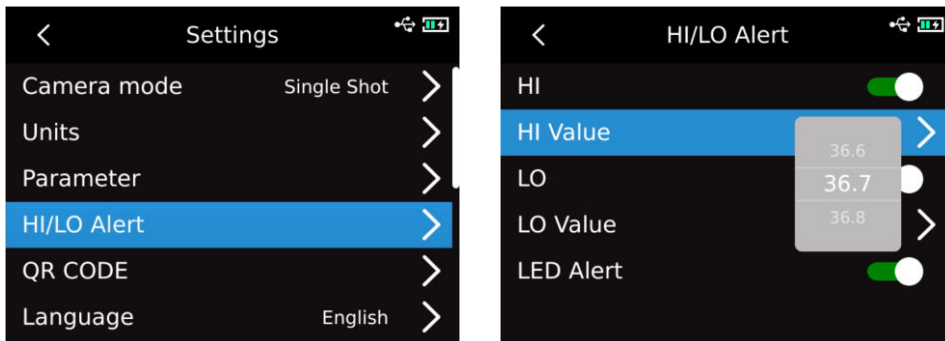 Settings
Camera mode Single Shot
Units
Parameter
HI/LO Alert
QR CODE
Language English
HI/LO Alert
HI
HI Value
36.6
36.7
36.8
LO
LO Value
LED Alert